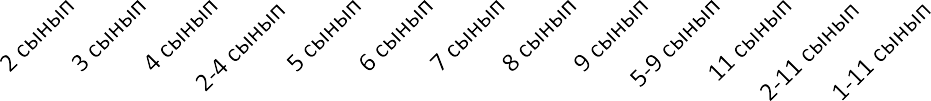 2 сынып
3 сынып
4 сынып
2-4 сынып
5 сынып
6 сынып
7 сынып
8 сынып
9 сынып
5-9 сынып
11 сынып
2-11 сынып
1-11 сынып